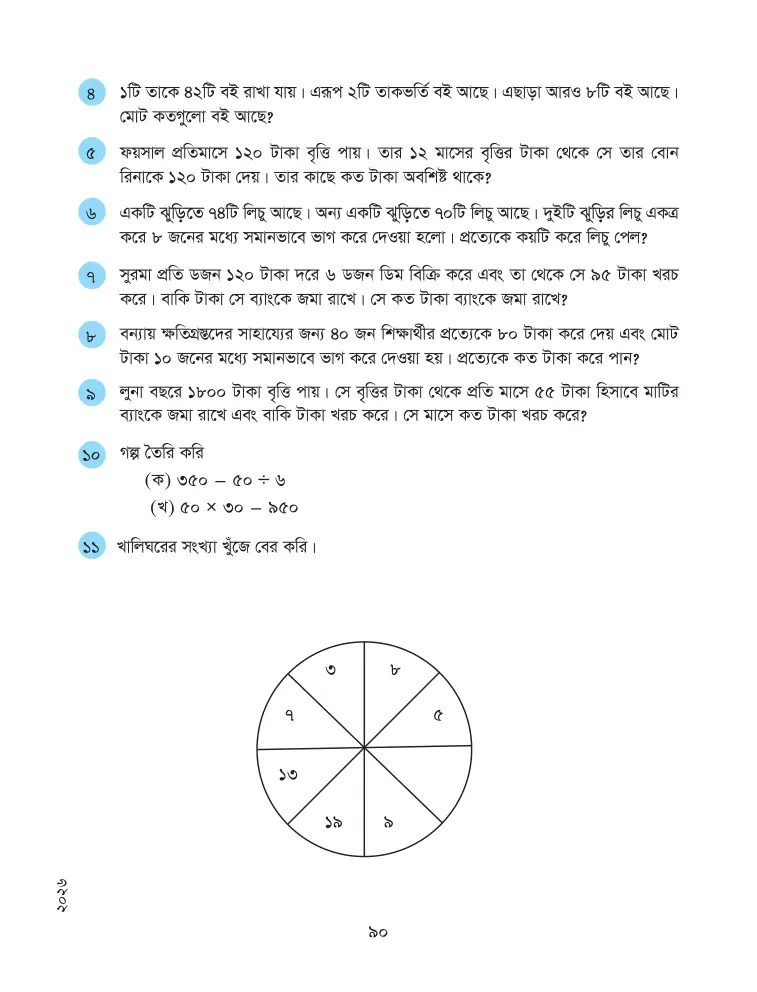 ৪ ১টি তাকে ৪২টি বই রাখা যায়। এরূপ ২টি তাকভর্তি বই আছে। এছাড়া আরও ৮টি বই আছে।
মোট কতগুলো বই আছে?
৫ ফয়সাল প্রতিমাসে ১২০ টাকা বৃত্তি পায়। তার ১২ মাসের বৃত্তির টাকা থেকে সে তার বোন
রিনাকে ১২০ টাকা দেয়। তার কাছে কত টাকা অবশিষ্ট থাকে?
৬ একটি ঝুড়িতে ৭৪টি লিচু আছে। অন্য একটি ঝুড়িতে ৭০টি লিচু আছে। দুইটি ঝুড়ির লিচু একত্র
করে ৮ জনের মধ্যে সমানভাবে ভাগ করে দেওয়া হলো। প্রত্যেকে কয়টি করে লিচু পেল?
৭ সুরমা প্রতি ডজন ১২০ টাকা দরে ৬ ডজন ডিম বিক্রি করে এবং তা থেকে সে ৯৫ টাকা খরচ
করে। বাকি টাকা সে ব্যাংকে জমা রাখে। সে কত টাকা ব্যাংকে জমা রাখে?
৮ বন্যায় ক্ষতিগ্রস্তদের সাহায্যের জন্য ৪০ জন শিক্ষার্থীর প্রত্যেকে ৮০ টাকা করে দেয় এবং মোট
টাকা ১০ জনের মধ্যে সমানভাবে ভাগ করে দেওয়া হয়। প্রত্যেকে কত টাকা করে পান?
৯ লুনা বছরে ১৮০০ টাকা বৃত্তি পায়। সে বৃত্তির টাকা থেকে প্রতি মাসে ৫৫ টাকা হিসাবে মাটির
ব্যাংকে জমা রাখে এবং বাকি টাকা খরচ করে। সে মাসে কত টাকা খরচ করে?
১০ গল্প তৈরি করি
(ক) ৩৫০ – ৫০ ÷ ৬
(খ) ৫০ × ৩০ – ৯৫০
১১ খালিঘরের সংখ্যা খুঁজে বের করি।
৩ ৮
৭ ৫
১৩
১৯ ৯
২০২৬
৯০